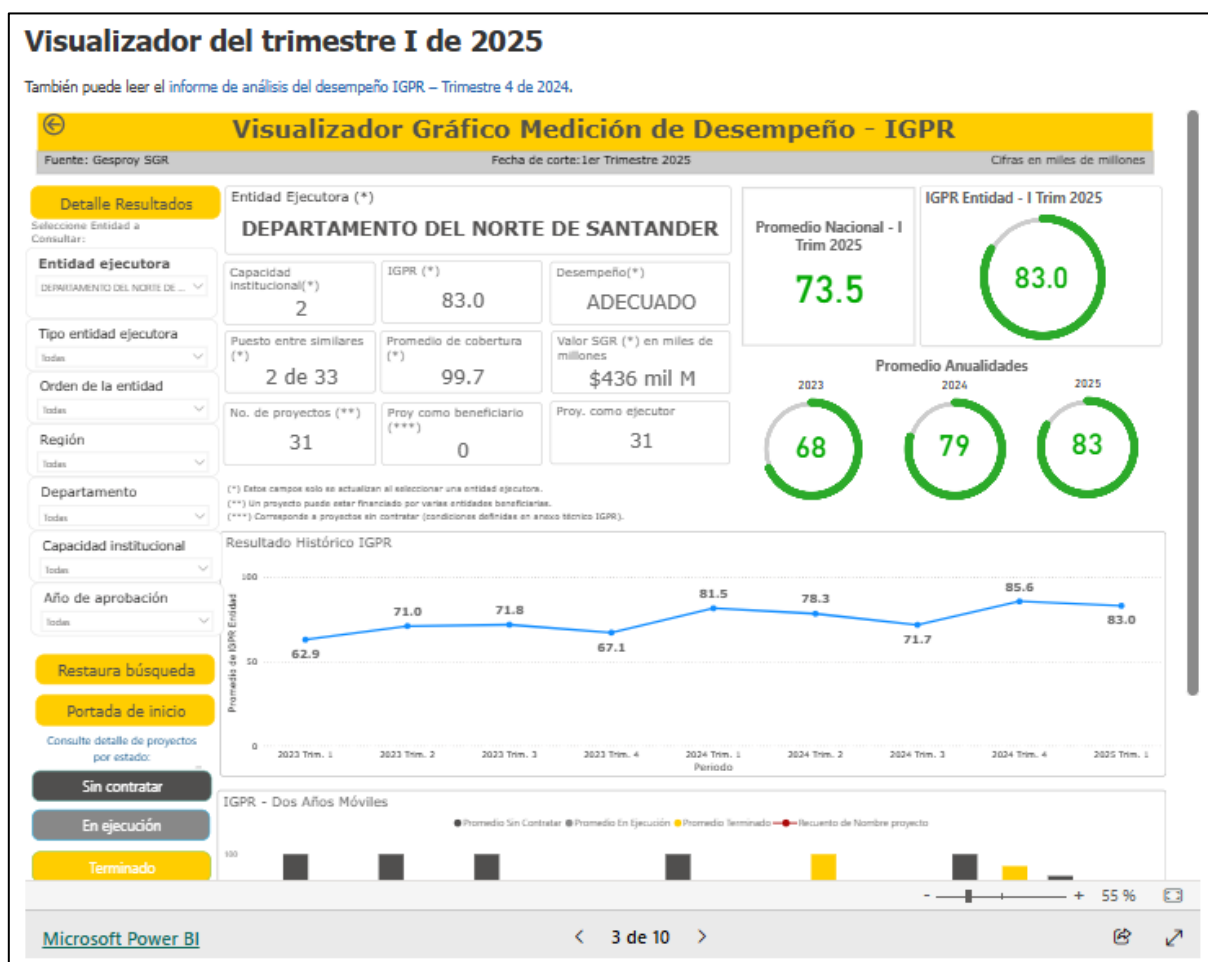 Visualizador del trimestre I de 2025
También puede leer el informe de análisis del desempeño IGPR – Trimestre 4 de 2024.
Visualizador Gráfico Medición de Desempeño - IGPR
Fuente: Gesproy SGR
Fecha de corte:1er Trimestre 2025
Cifras en miles de millones
Detalle Resultados
Seleccione Entidad a
Consultar:
Entidad ejecutora
DEPARTAMENTO DEL NORTE DE ...
Tipo entidad ejecutora
Todas
Orden de la entidad
Todas
Región
Todas
Departamento
Todas
Capacidad institucional
Todas
Año de aprobación
Todas
Restaura búsqueda
Portada de inicio
Consulte detalle de proyectos
por estado:
Sin contratar
En ejecución
Terminado
Entidad Ejecutora (*)
DEPARTAMENTO DEL NORTE DE SANTANDER
Capacidad
institucional(*)
2
IGPR (*)
83.0
Desempeño(*)
ADECUADO
Puesto entre similares
(*)
2 de 33
Promedio de cobertura
(*)
99.7
Valor SGR (*) en miles de
millones
$436 mil M
No. de proyectos (**)
31
Proy como beneficiario
(***)
0
Proy. como ejecutor
31
(*) Estos campos solo se actualizan al seleccionar una entidad ejecutora.
(**) Un proyecto puede estar financiado por varias entidades beneficiarias.
(***) Corresponde a proyectos sin contratar (condiciones definidas en anexo técnico IGPR).
Promedio Nacional - I
Trim 2025
73.5
IGPR Entidad - I Trim 2025
83.0
Promedio Anualidades
2023
2024
2025
68
79
83
Resultado Histórico IGPR
Promedio de IGPR Entidad
100
50
0
62.9
71.0
71.8
67.1
81.5
78.3
71.7
85.6
83.0
2023 Trim. 1
2023 Trim. 2
2023 Trim. 3
2023 Trim. 4
2024 Trim. 1
2024 Trim. 2
2024 Trim. 3
2024 Trim. 4
2025 Trim. 1
Periodo
IGPR - Dos Años Móviles
Promedio Sin Contratar
Promedio En Ejecución
Promedio Terminado
Recuento de Nombre proyecto
100
- + 55 %
Microsoft Power BI
< 3 de 10 >